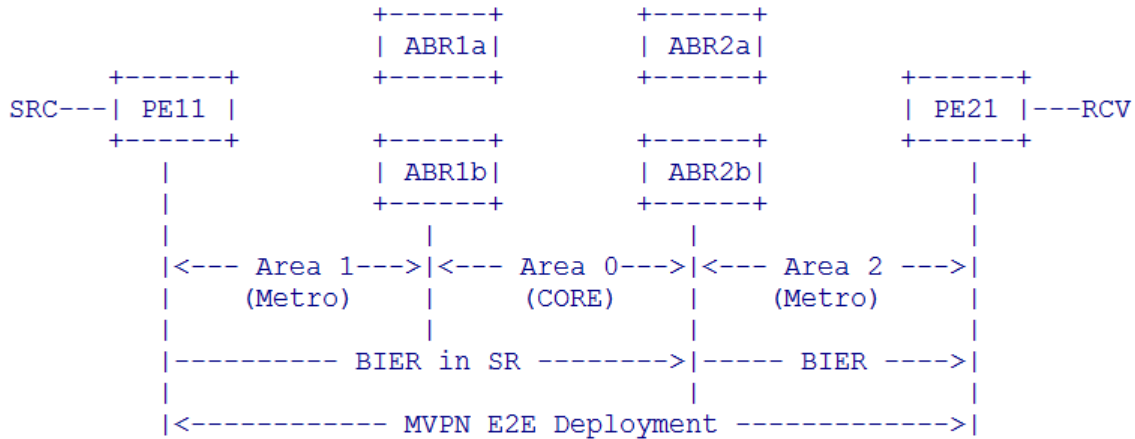 +------+       +------+
                       | ABR1a|       | ABR2a|
      +------+         +------+       +------+         +------+
SRC---| PE11 |                                         | PE21 |---RCV
      +------+         +------+       +------+         +------+
         |             | ABR1b|       | ABR2b|             |
         |             +------+       +------+             |
         |                |               |                |
         |<--- Area 1--->|<--- Area 0--->|<--- Area 2 --->|
         |    (Metro)    |    (CORE)     |    (Metro)     |
         |                |               |                |
         |---------- BIER in SR -------->|----- BIER ---->|
         |                                |                |
         |<------------ MVPN E2E Deployment ------------->|